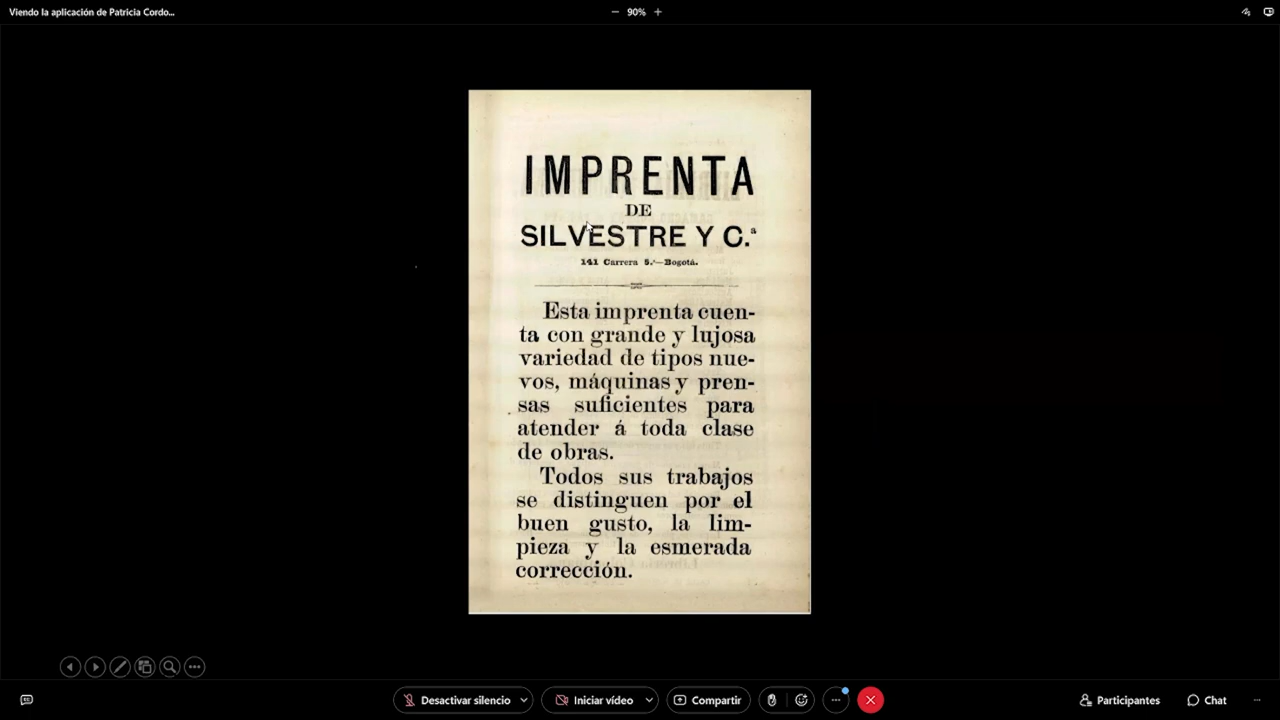 Viendo la aplicación de Patricia Cordo...
90%
IMPRENTA
DE
SILVESTRE Y C.ª
141 Carrera 5.ª—Bogotá.
Esta imprenta cuen-
ta con grande y lujosa
variedad de tipos nue-
vos, máquinas y pren-
sas suficientes para
atender á toda clase
de obras.
Todos sus trabajos
se distinguen por el
buen gusto, la lim-
pieza y la esmerada
corrección.
Desactivar silencio
Iniciar vídeo
Compartir
Participantes
Chat